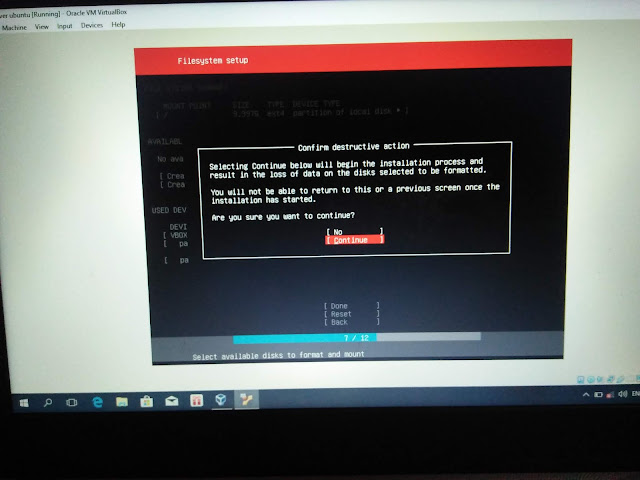 ver-ubuntu [Running] - Oracle VM VirtualBox
Machine View Input Devices Help
Filesystem setup
MOUNT POINT SIZE TYPE DEVICE TYPE
[ / 9.997G ext4 partition of local disk ▸ ]
Confirm destructive action
Selecting Continue below will begin the installation process and
result in the loss of data on the disks selected to be formatted.
You will not be able to return to this or a previous screen once the
installation has started.
Are you sure you want to continue?
[ No ]
[ Continue ]
AVAILABL
No ava
[ Crea
[ Crea
USED DEV
DEVI
[ VBOX
[ pa
[ pa
[ Done ]
[ Reset ]
[ Back ]
7 / 12
Select available disks to format and mount
EN